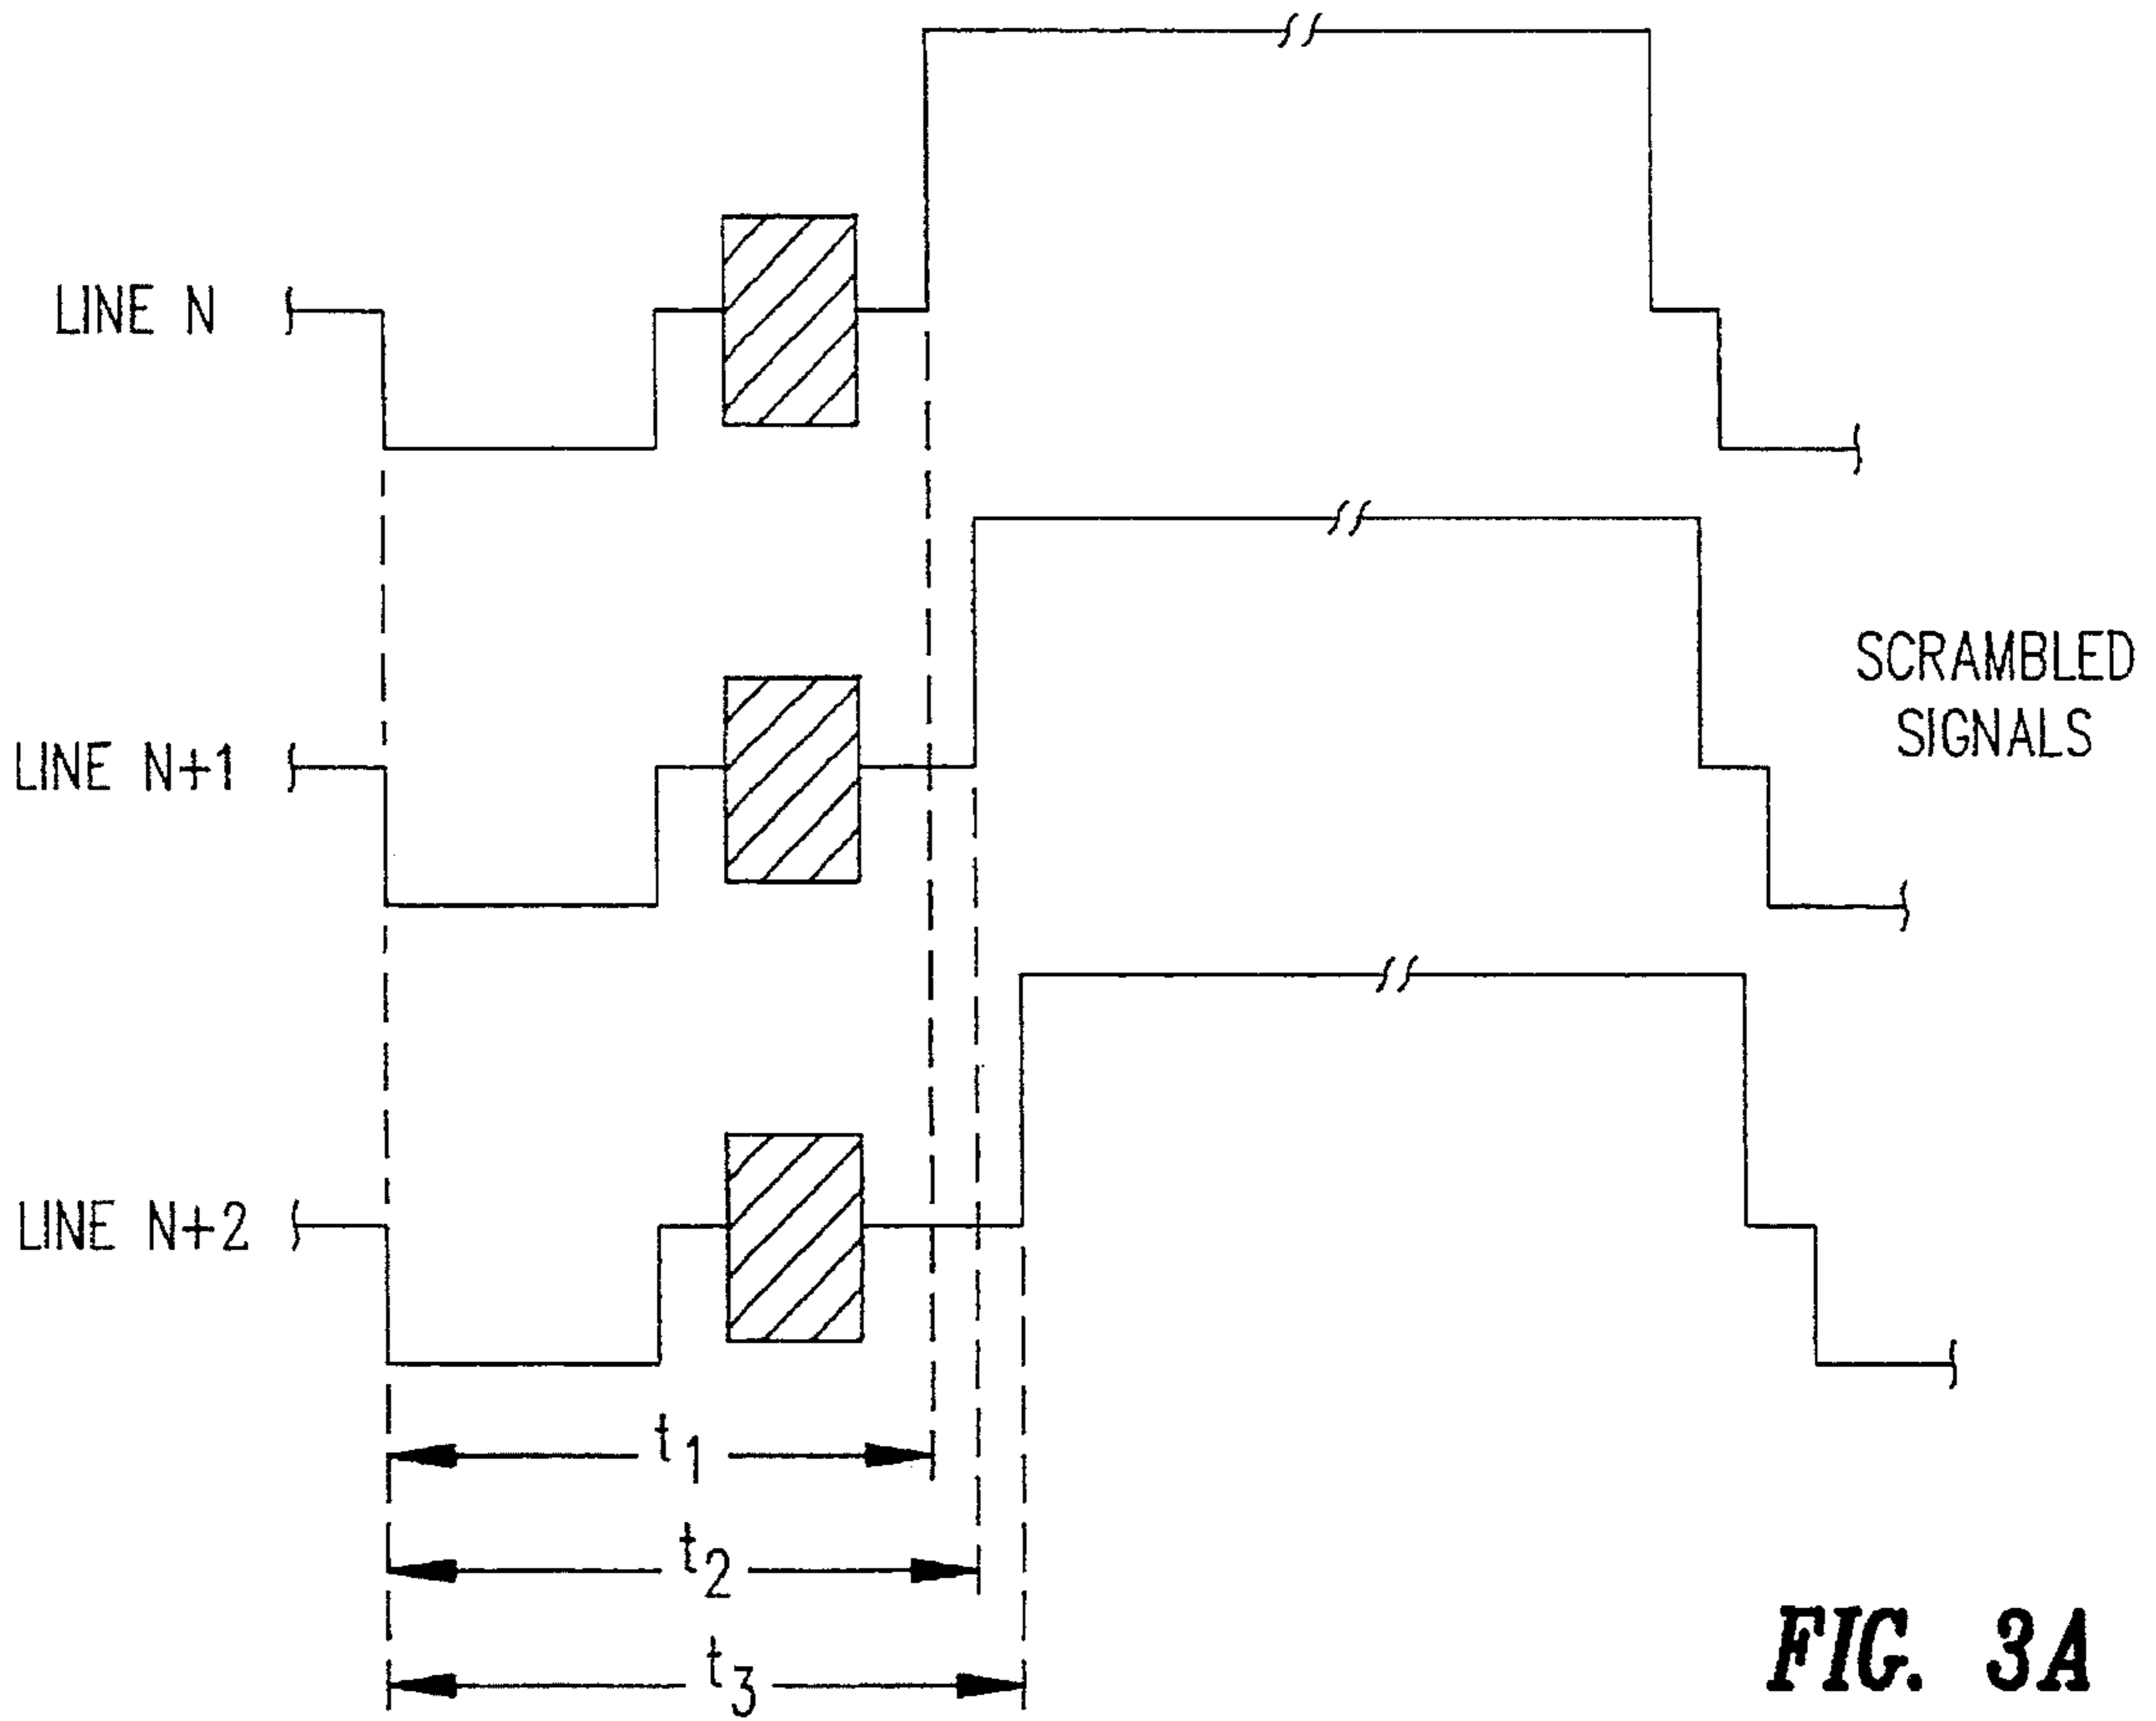 LINE N
LINE N+1
SCRAMBLED
SIGNALS
LINE N+2
t1
t2
t3
FIG. 3A